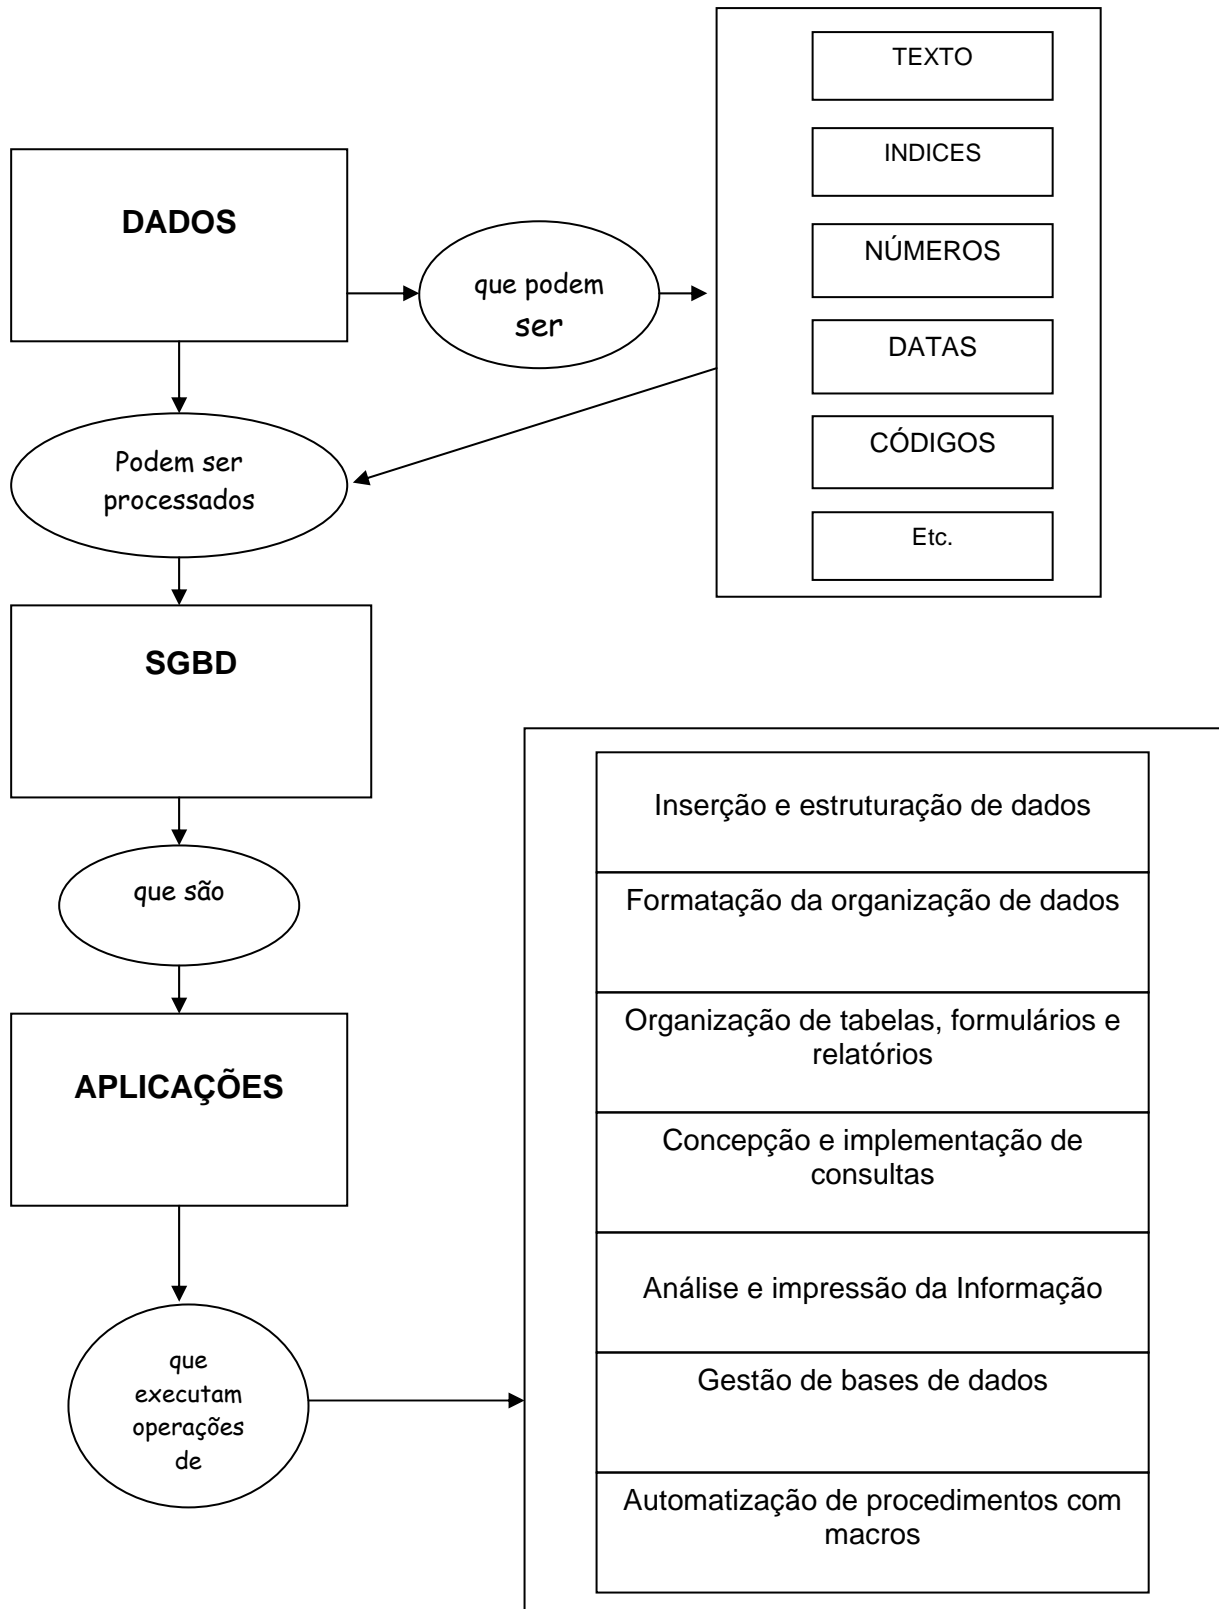 DADOS
que podem
ser
TEXTO
INDICES
NÚMEROS
DATAS
CÓDIGOS
Etc.
Podem ser
processados
SGBD
que são
APLICAÇÕES
que
executam
operações
de
Inserção e estruturação de dados
Formatação da organização de dados
Organização de tabelas, formulários e
relatórios
Concepção e implementação de
consultas
Análise e impressão da Informação
Gestão de bases de dados
Automatização de procedimentos com
macros